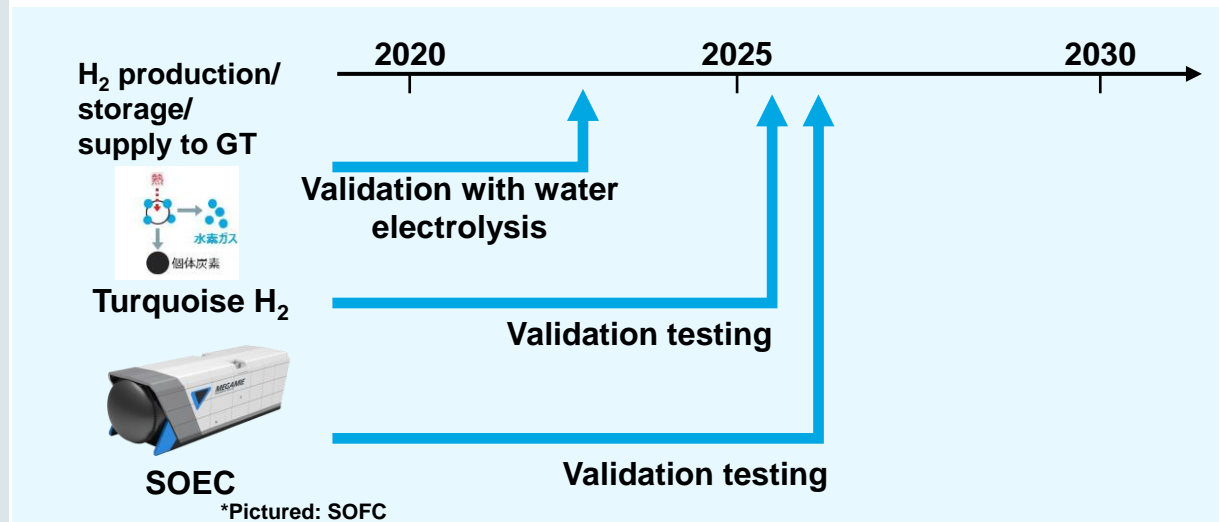 2020
2025
2030
H₂ production/
storage/
supply to GT
Validation with water
electrolysis
熱
水素ガス
個体炭素
Turquoise H₂
Validation testing
MEGAMIE
SOEC
Validation testing
*Pictured: SOFC